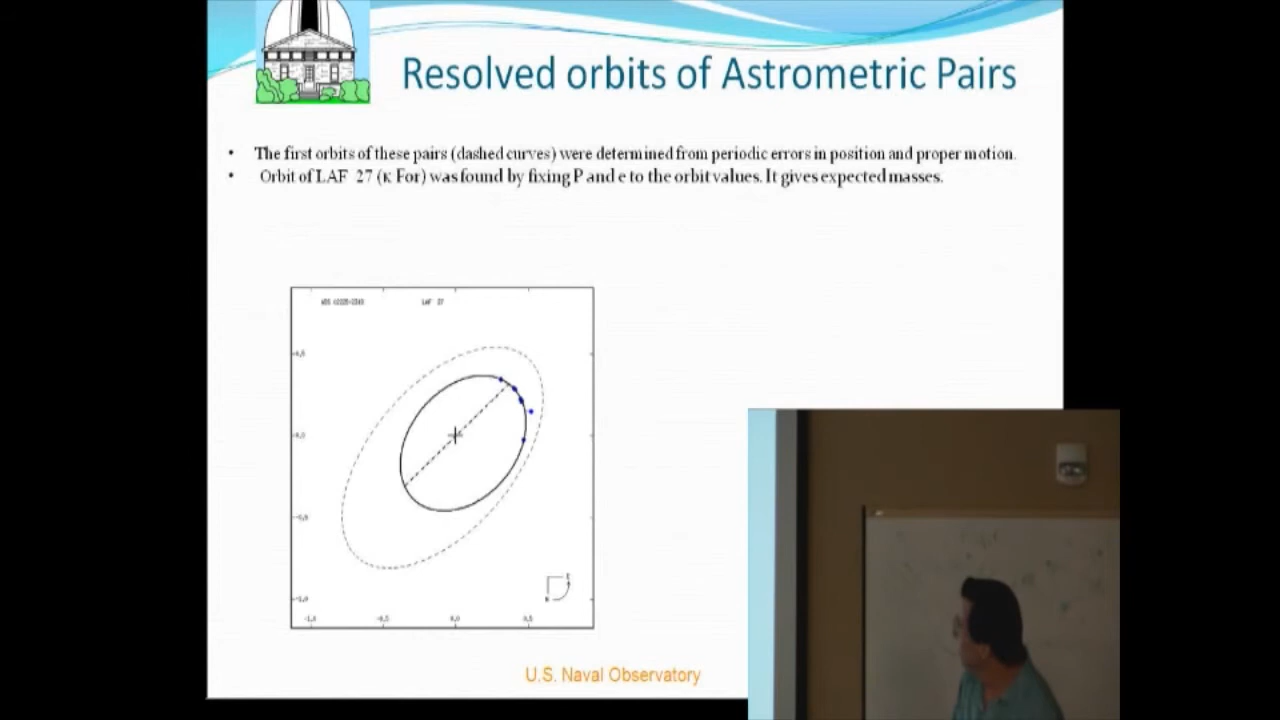 Resolved orbits of Astrometric Pairs
• The first orbits of these pairs (dashed curves) were determined from periodic errors in position and proper motion.
• Orbit of LAF 27 (κ For) was found by fixing P and e to the orbit values. It gives expected masses.
WDS LAF 27
U.S. Naval Observatory